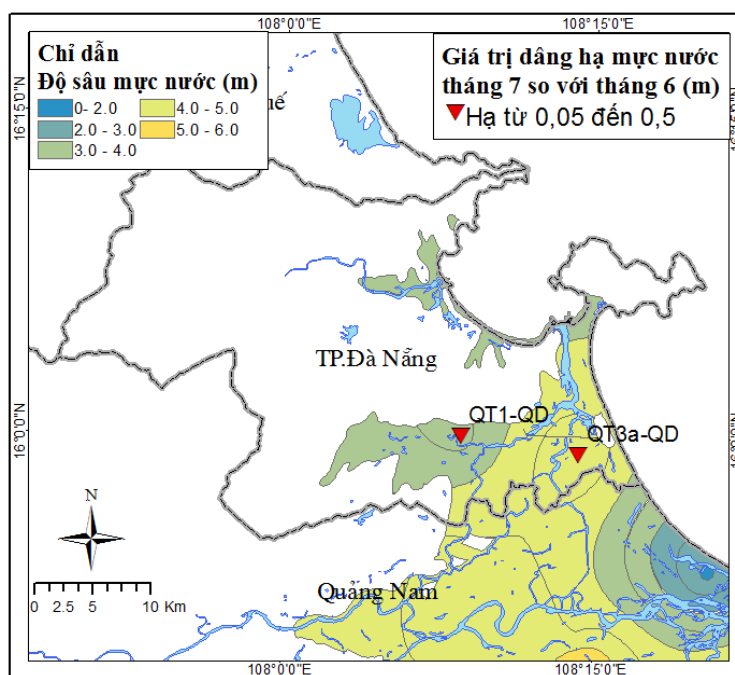 108°0'0"E
108°15'0"E
Chỉ dẫn
Độ sâu mực nước (m)
0- 2.0
2.0 - 3.0
3.0 - 4.0
4.0 - 5.0
5.0 - 6.0
Giá trị dâng hạ mực nước
tháng 7 so với tháng 6 (m)
Hạ từ 0,05 đến 0,5
16°15'0"N
TP.Đà Nẵng
QT1-QD
QT3a-QD
16°0'0"N
N
0 2.5 5 10 Km
Quảng Nam
108°0'0"E
108°15'0"E